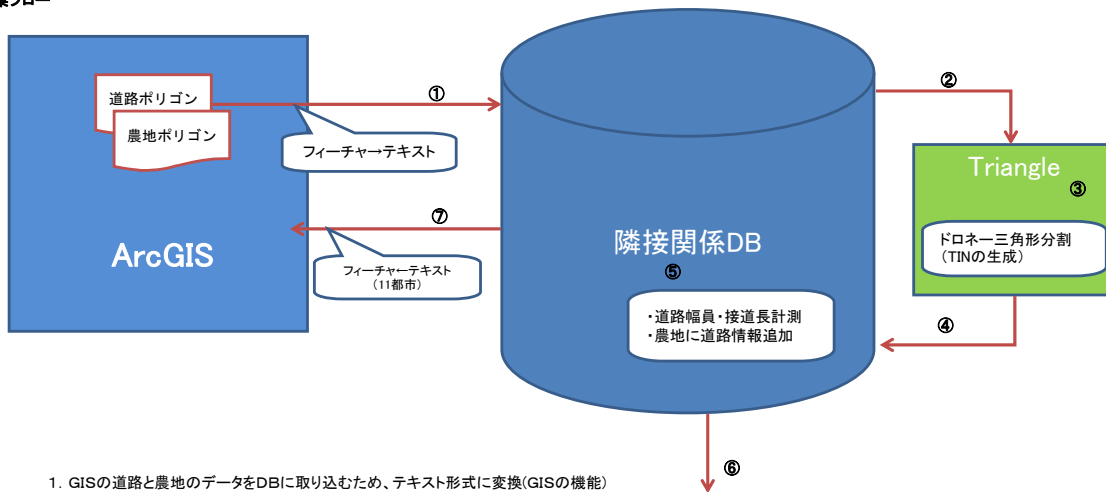 道路ポリゴン
農地ポリゴン
①
フィーチャ→テキスト
ArcGIS
⑦
フィーチャ←テキスト
(11都市)
隣接関係DB
⑤
・道路幅員・接道長計測
・農地に道路情報追加
②
Triangle
③
ドロネー三角形分割
(TINの生成)
④
⑥
1. GISの道路と農地のデータをDBに取り込むため、テキスト形式に変換(GISの機能)